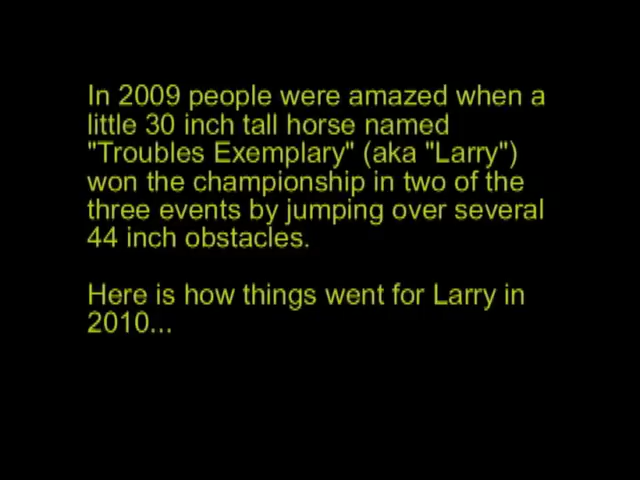 In 2009 people were amazed when a
little 30 inch tall horse named
"Troubles Exemplary" (aka "Larry")
won the championship in two of the
three events by jumping over several
44 inch obstacles.
Here is how things went for Larry in
2010...